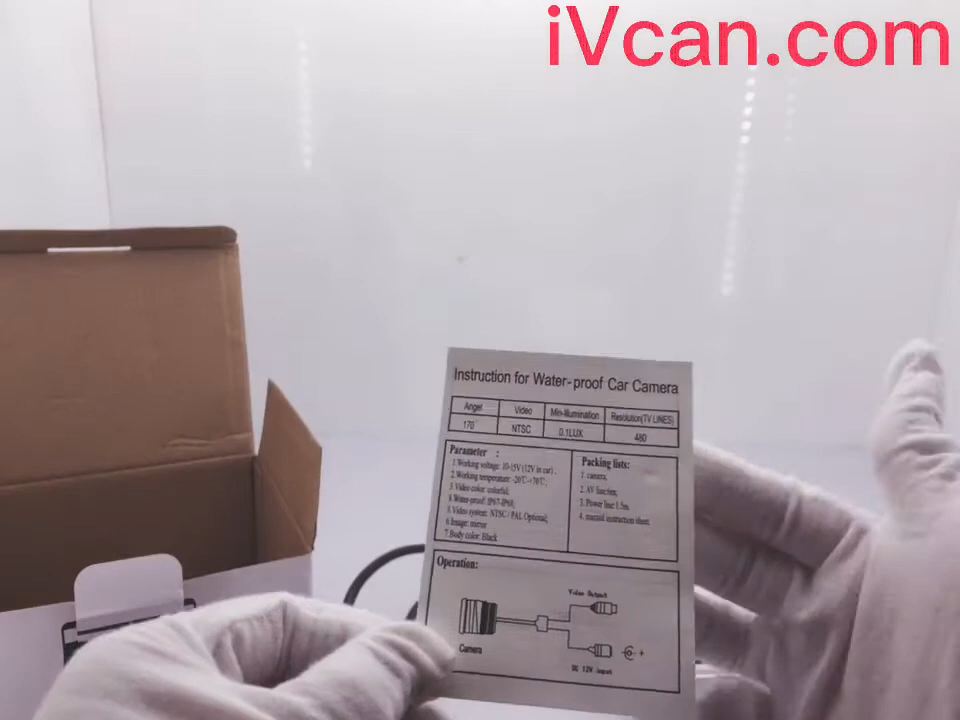 iVcan.com
Instruction for Water-proof Car Camera
Angel Video Min-illumination Resolution(TV LINES)
170° NTSC 0.1LUX 480
Parameter :
1.Working voltage: 10-15V (12V in car) .
2.Working temperature: -20℃~+70℃;
3.Video color: colorful;
4.Water-proof: IP67-IP68;
5.Video system: NTSC / PAL Optional;
6.Image: mirror
7.Body color: Black
Packing lists:
1. camera,
2. AV function;
3. Power line:1.5m.
4. manual instruction sheet.
Operation:
Video Output
Camera
+
DC 12V input